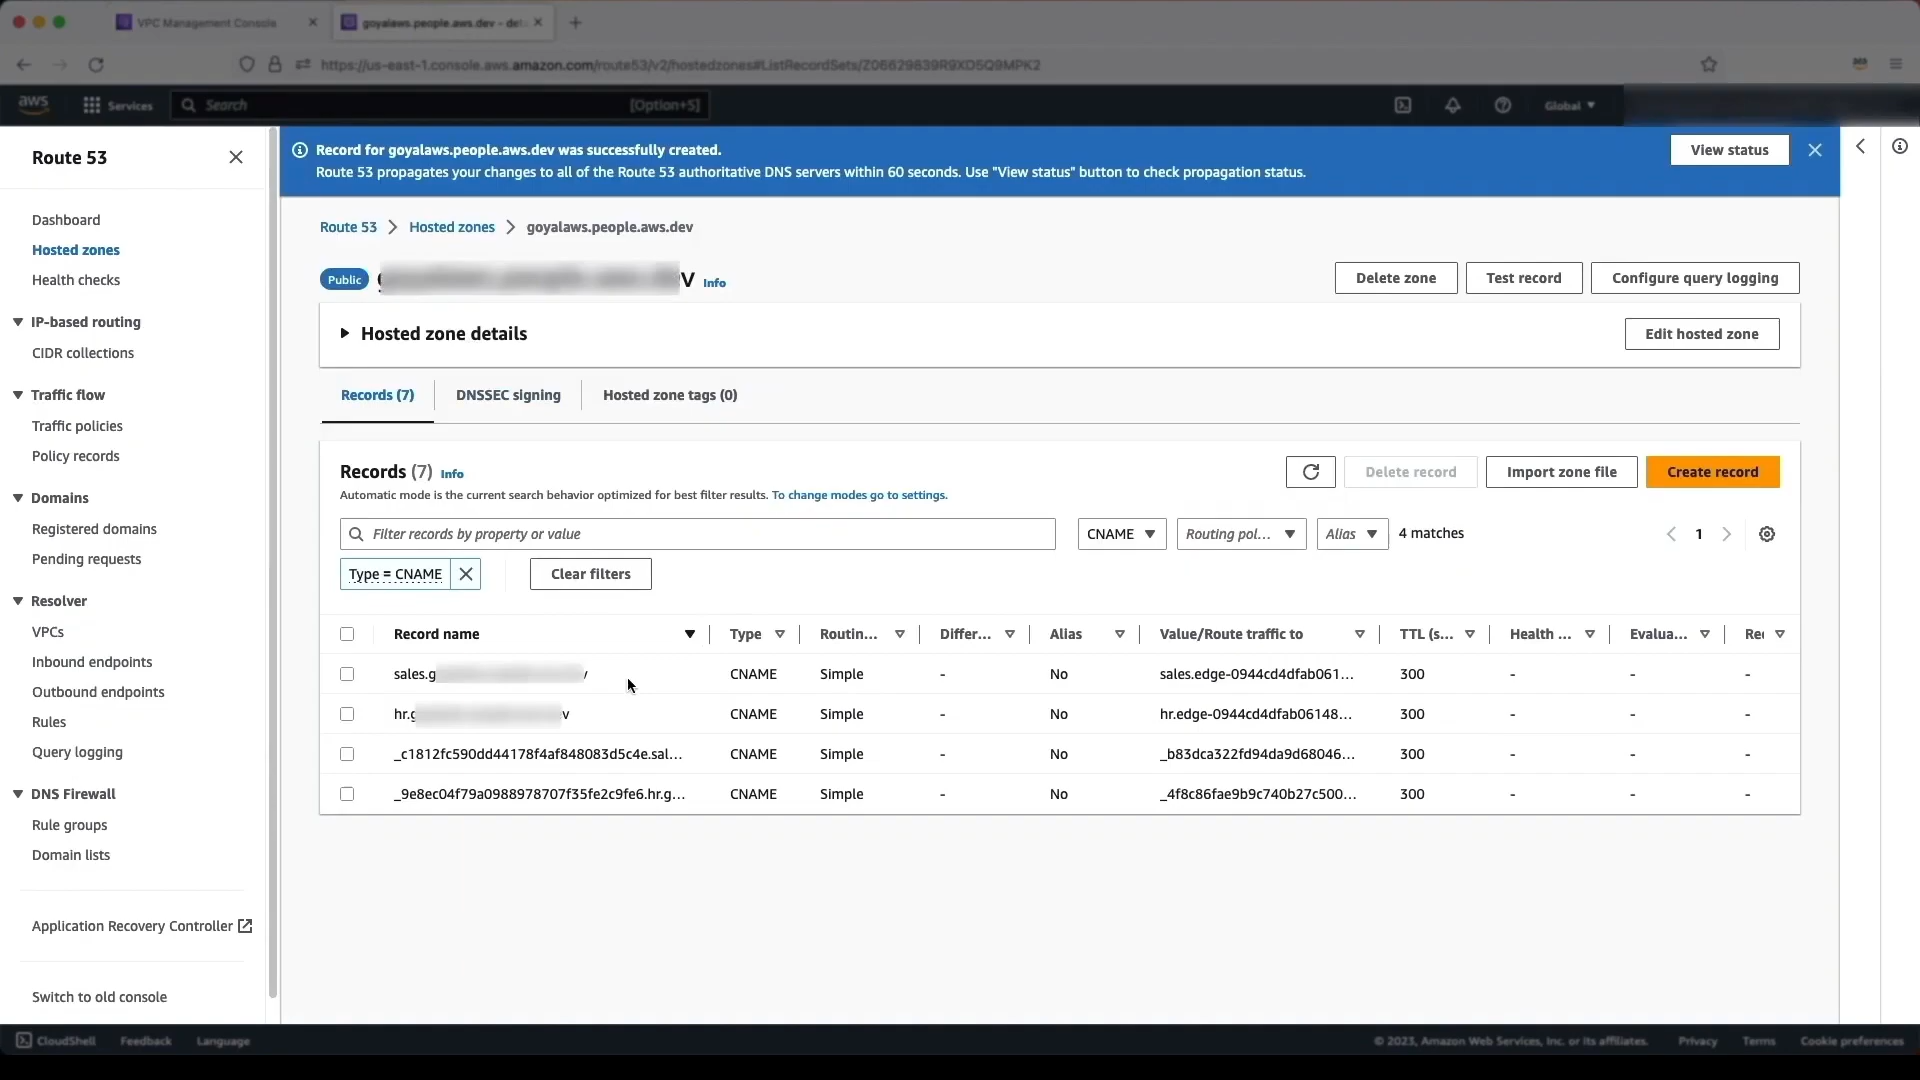 VPC Management Console
goyalaws.people.aws.dev - det
https://us-east-1.console.aws.amazon.com/route53/v2/hostedzones#ListRecordSets/Z06629839R9XD5Q9MPK2
aws
Services
Search
[Option+S]
Global
Route 53
Dashboard
Hosted zones
Health checks
IP-based routing
CIDR collections
Traffic flow
Traffic policies
Policy records
Domains
Registered domains
Pending requests
Resolver
VPCs
Inbound endpoints
Outbound endpoints
Rules
Query logging
DNS Firewall
Rule groups
Domain lists
Application Recovery Controller
Switch to old console
Record for goyalaws.people.aws.dev was successfully created.
Route 53 propagates your changes to all of the Route 53 authoritative DNS servers within 60 seconds. Use "View status" button to check propagation status.
View status
Route 53 > Hosted zones > goyalaws.people.aws.dev
Public
Info
Delete zone
Test record
Configure query logging
Hosted zone details
Edit hosted zone
Records (7)
DNSSEC signing
Hosted zone tags (0)
Records (7) Info
Automatic mode is the current search behavior optimized for best filter results. To change modes go to settings.
Delete record
Import zone file
Create record
Filter records by property or value
CNAME
Routing pol...
Alias
4 matches
1
Type = CNAME
Clear filters
Record name Type Routin... Differ... Alias Value/Route traffic to TTL (s... Health ... Evalua... Re
sales.g CNAME Simple - No sales.edge-0944cd4dfab061... 300 - - -
hr.g CNAME Simple - No hr.edge-0944cd4dfab06148... 300 - - -
_c1812fc590dd44178f4af848083d5c4e.sal... CNAME Simple - No _b83dca322fd94da9d68046... 300 - - -
_9e8ec04f79a0988978707f35fe2c9fe6.hr.g... CNAME Simple - No _4f8c86fae9b9c740b27c500... 300 - - -
CloudShell
Feedback
Language
© 2023, Amazon Web Services, Inc. or its affiliates.
Privacy
Terms
Cookie preferences